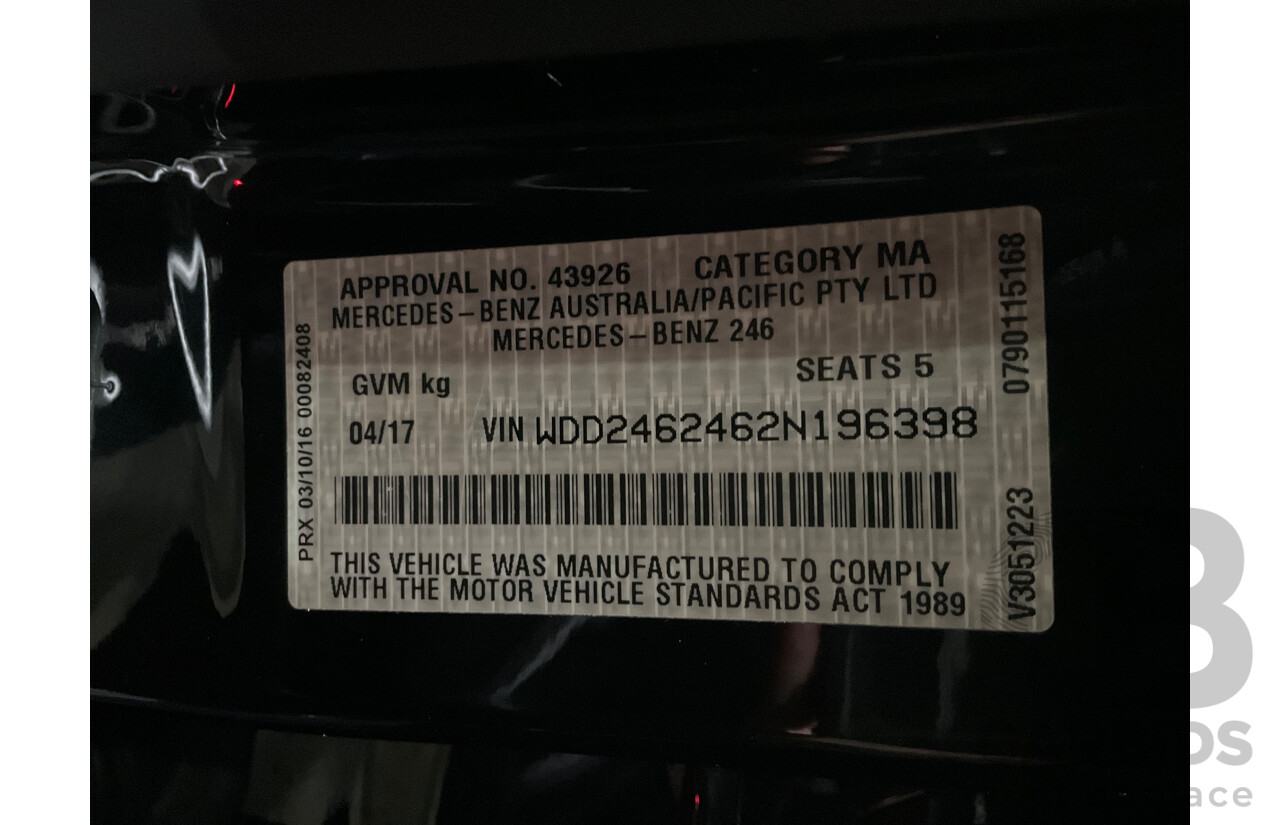 APPROVAL NO. 43926 CATEGORY MA
MERCEDES-BENZ AUSTRALIA/PACIFIC PTY LTD
MERCEDES-BENZ 246
GVM kg SEATS 5
04/17 VIN WDD2462462N196398
THIS VEHICLE WAS MANUFACTURED TO COMPLY
WITH THE MOTOR VEHICLE STANDARDS ACT 1989
PRX 03/10/16 00082408
0790115168
V3051223